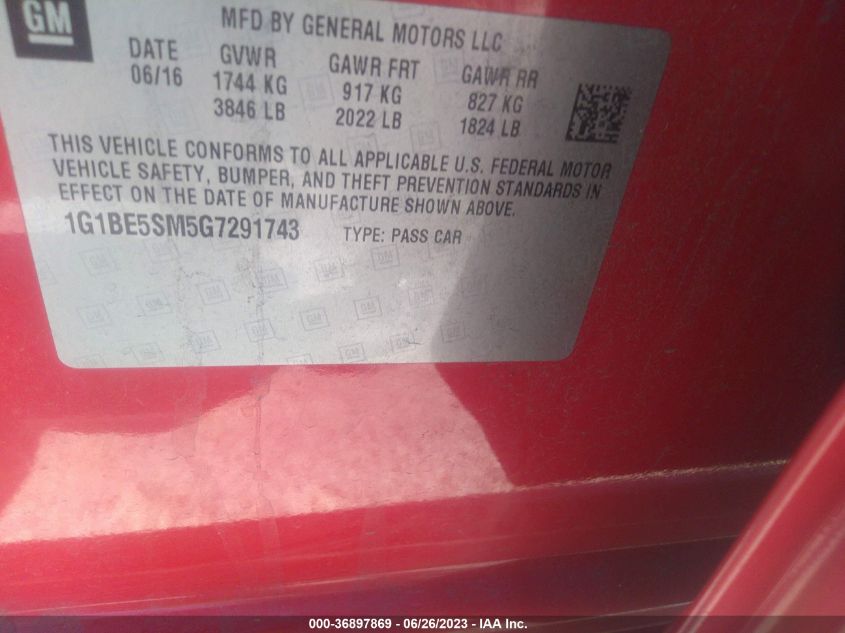 GM
MFD BY GENERAL MOTORS LLC
DATE GVWR GAWR FRT GAWR RR
06/16 1744 KG 917 KG 827 KG
3846 LB 2022 LB 1824 LB
THIS VEHICLE CONFORMS TO ALL APPLICABLE U.S. FEDERAL MOTOR
VEHICLE SAFETY, BUMPER, AND THEFT PREVENTION STANDARDS IN
EFFECT ON THE DATE OF MANUFACTURE SHOWN ABOVE.
1G1BE5SM5G7291743 TYPE: PASS CAR
000-36897869 - 06/26/2023 - IAA Inc.